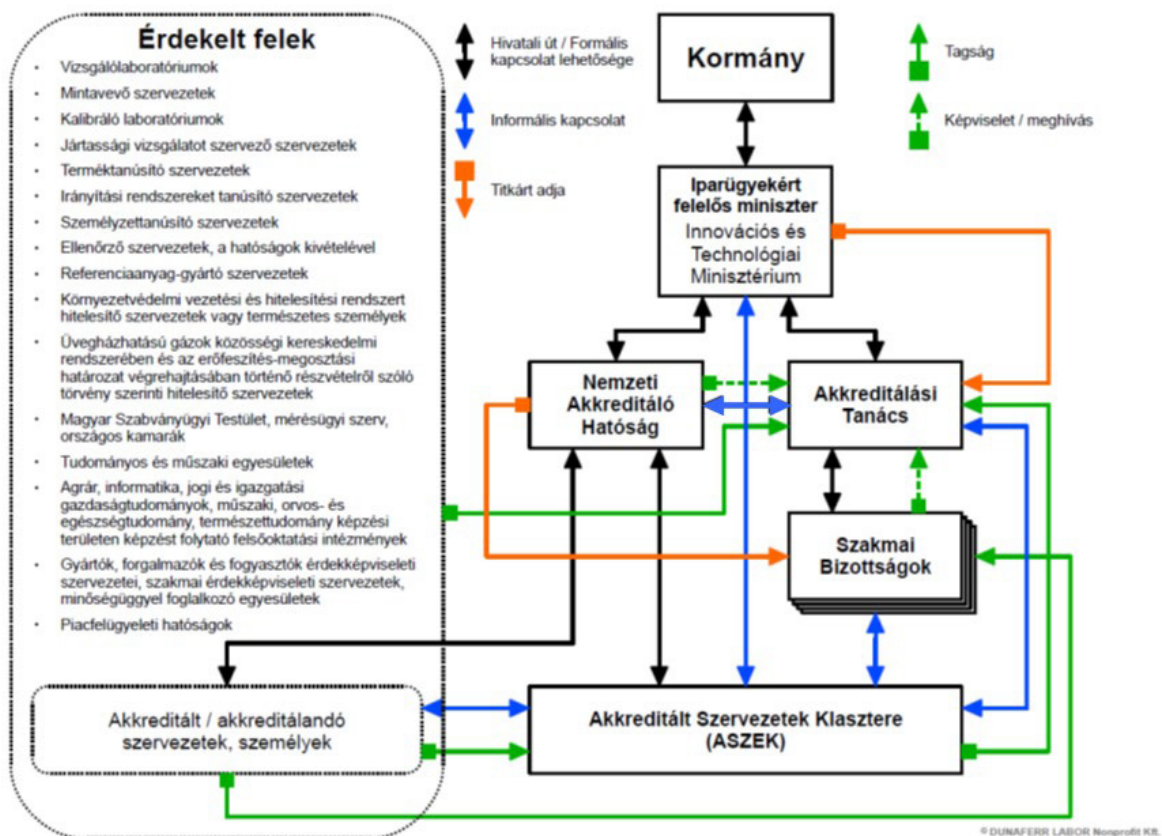 Érdekelt felek
Vizsgálólaboratóriumok
Mintavevő szervezetek
Kalibráló laboratóriumok
Jártassági vizsgálatot szervező szervezetek
Terméktanúsító szervezetek
Irányítási rendszereket tanúsító szervezetek
Személyzettanúsító szervezetek
Ellenőrző szervezetek, a hatóságok kivételével
Referenciaanyag-gyártó szervezetek
Környezetvédelmi vezetési és hitelesítési rendszert
hitelesítő szervezetek vagy természetes személyek
Üvegházhatású gázok közösségi kereskedelmi
rendszerében és az erőfeszítés-megosztási
határozat végrehajtásában történő részvételről szóló
törvény szerinti hitelesítő szervezetek
Magyar Szabványügyi Testület, mérésügyi szerv,
országos kamarák
Tudományos és műszaki egyesületek
Agrár, informatika, jogi és igazgatási
gazdaságtudományok, műszaki, orvos- és
egészségtudomány, természettudomány képzési
területen képzést folytató felsőoktatási intézmények
Gyártók, forgalmazók és fogyasztók érdekképviseleti
szervezetei, szakmai érdekképviseleti szervezetek,
minőségüggyel foglalkozó egyesületek
Piacfelügyeleti hatóságok
Akkreditált / akkreditálandó
szervezetek, személyek
Hivatali út / Formális
kapcsolat lehetősége
Informális kapcsolat
Titkárt adja
Kormány
Tagság
Képviselet / meghívás
Iparügyekért
felelős miniszter
Innovációs és
Technológiai
Minisztérium
Nemzeti
Akkreditáló
Hatóság
Akkreditálási
Tanács
Szakmai
Bizottságok
Akkreditált Szervezetek Klasztere
(ASZEK)
© DUNAFERR LABOR Nonprofit Kft.